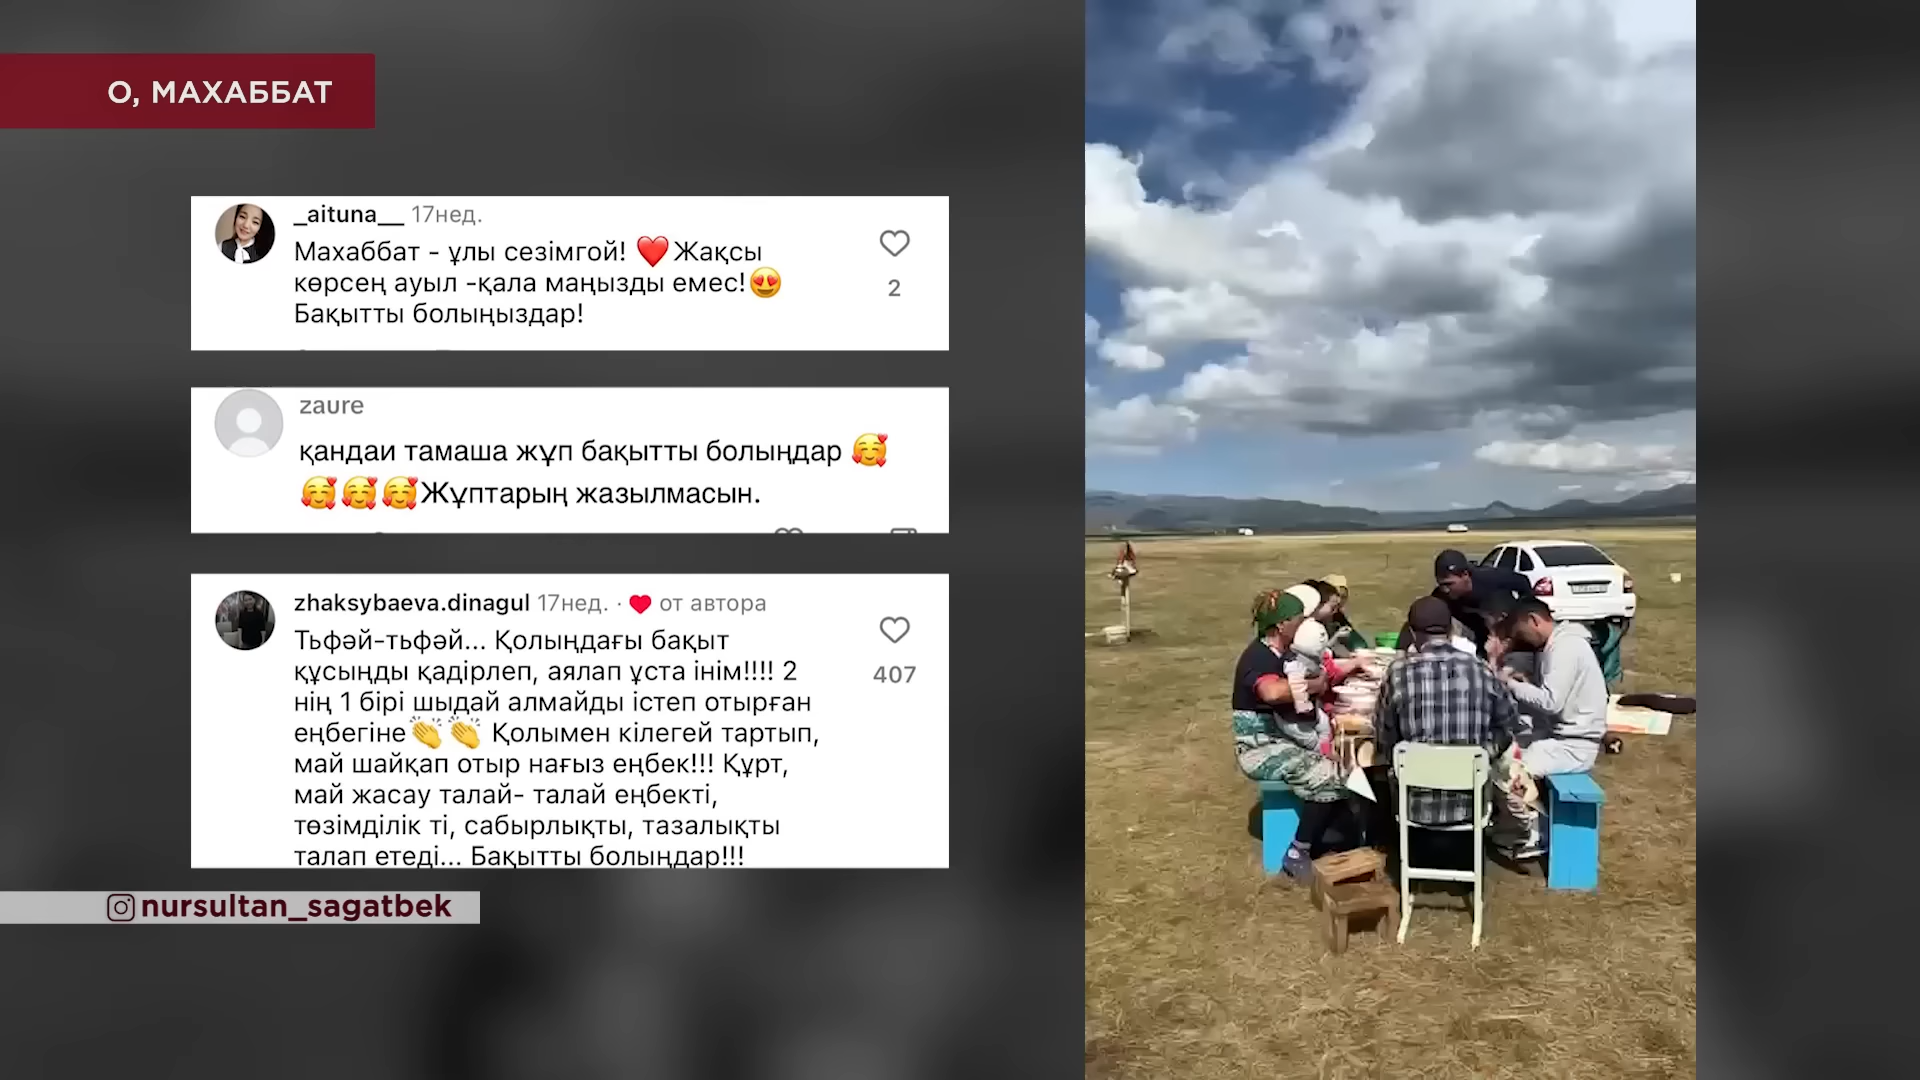 О, МАХАББАТ
_aituna__ 17нед.
Махаббат - ұлы сезімгой! ❤️Жақсы
көрсең ауыл -қала маңызды емес!😍
Бақытты болыңыздар!
2
zaure
қандаи тамаша жұп бақытты болыңдар 🥰
🥰🥰🥰Жұптарың жазылмасын.
zhaksybaeva.dinagul 17нед. · ❤️ от автора
Тьфәй-тьфәй... Қолыңдағы бақыт
құсыңды қадірлеп, аялап ұста інім!!!! 2
нің 1 бірі шыдай алмайды істеп отырған
еңбегіне👏👏 Қолымен кілегей тартып,
май шайқап отыр нағыз еңбек!!! Құрт,
май жасау талай- талай еңбекті,
төзімділік ті, сабырлықты, тазалықты
талап етеді... Бақытты болыңдар!!!
407
nursultan_sagatbek